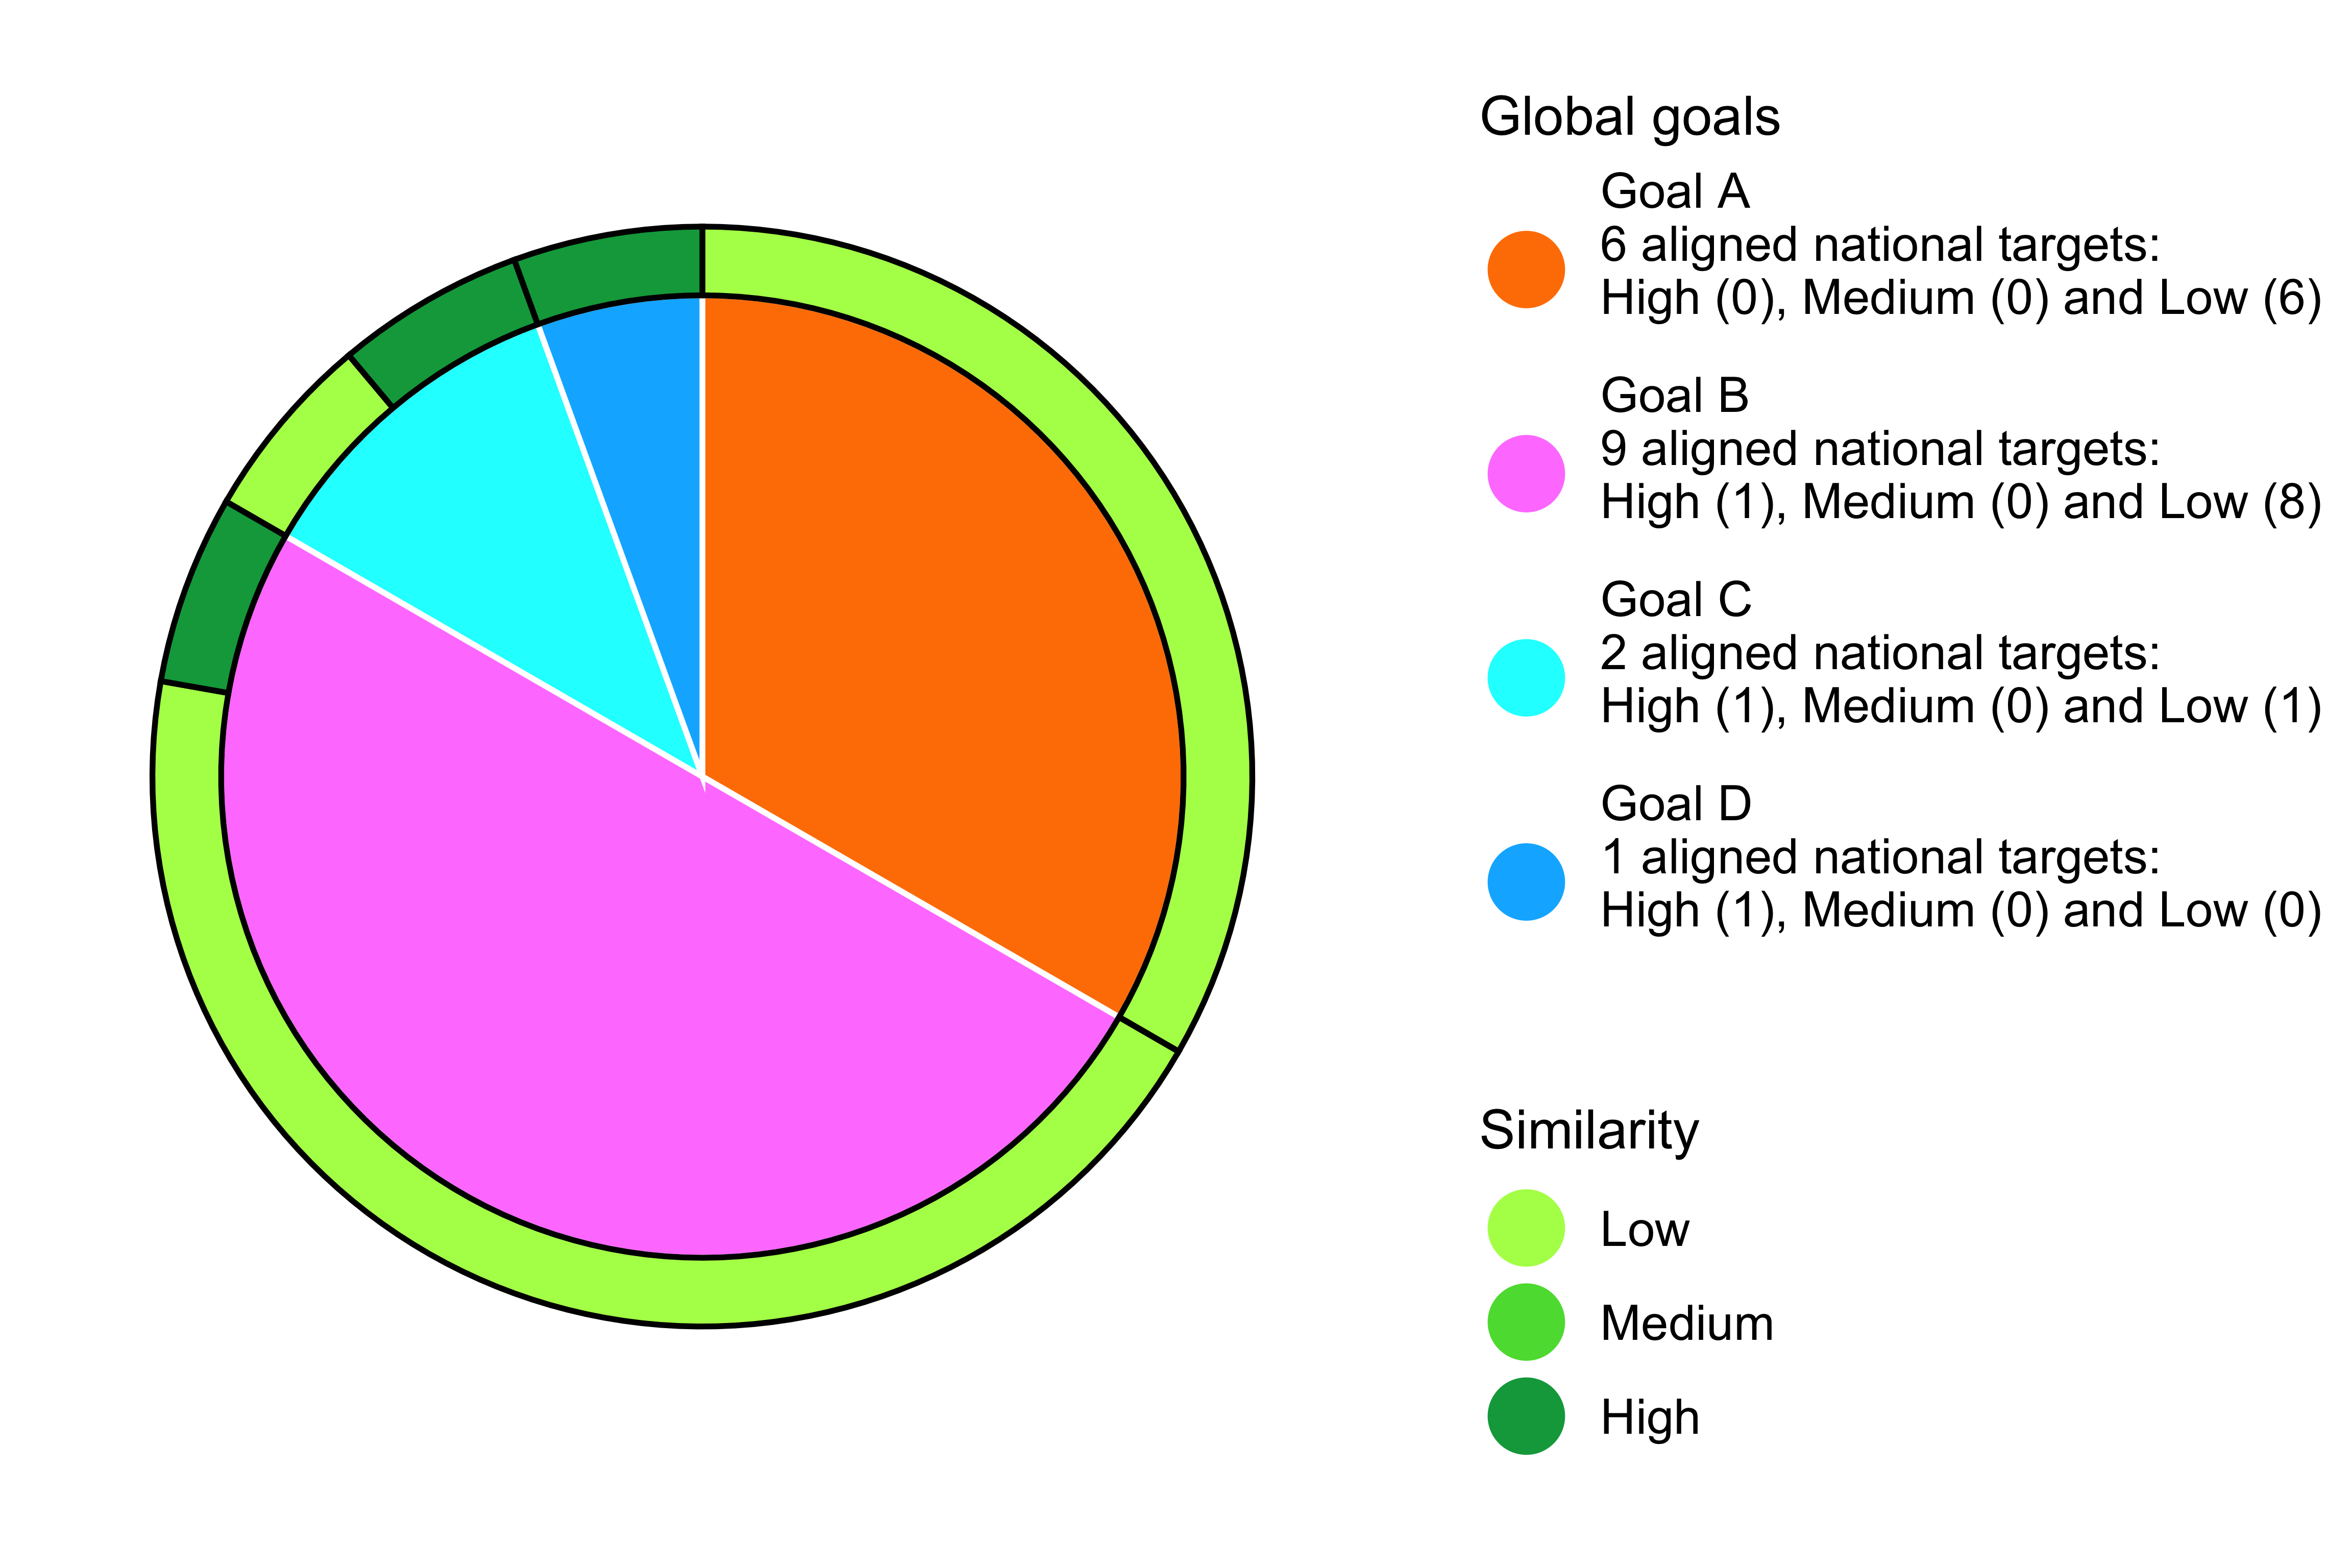 Global goals
Goal A
6 aligned national targets:
High (0), Medium (0) and Low (6)
Goal B
9 aligned national targets:
High (1), Medium (0) and Low (8)
Goal C
2 aligned national targets:
High (1), Medium (0) and Low (1)
Goal D
1 aligned national targets:
High (1), Medium (0) and Low (0)
Similarity
Low
Medium
High